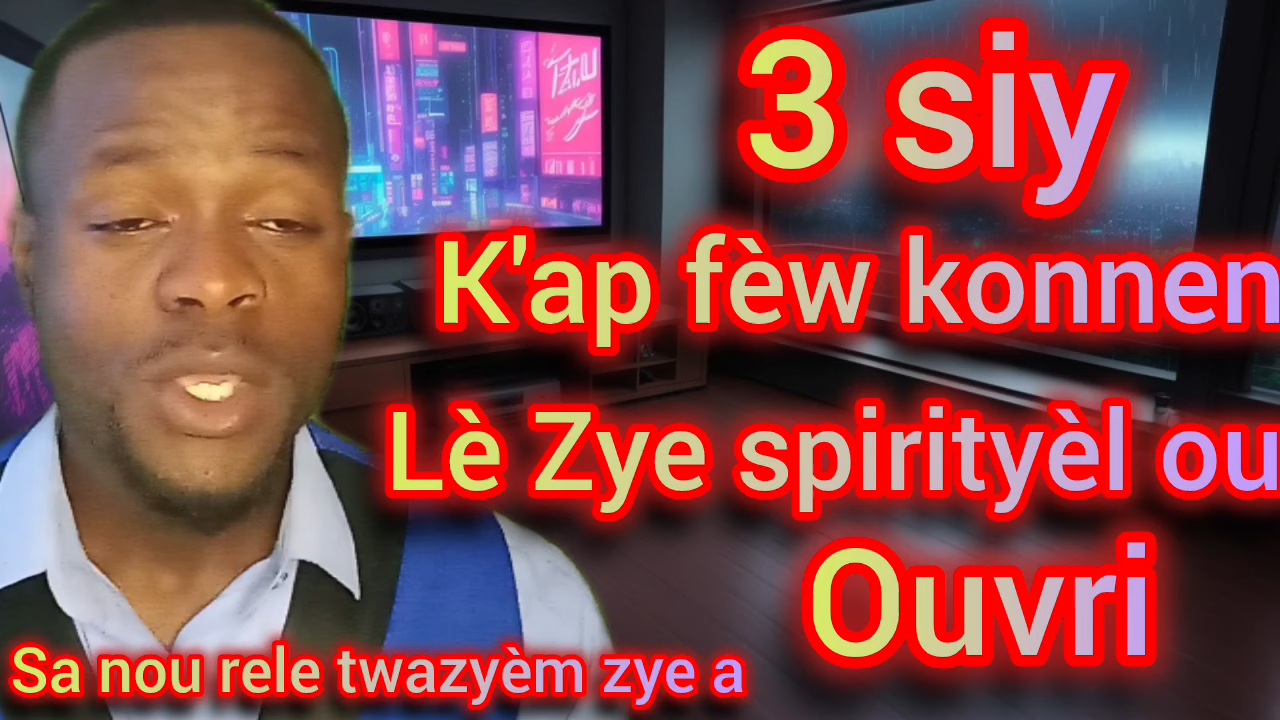 3 siy
K'ap fèw konnen
Lè Zye spirityèl ou
Ouvri
Sa nou rele twazyèm zye a